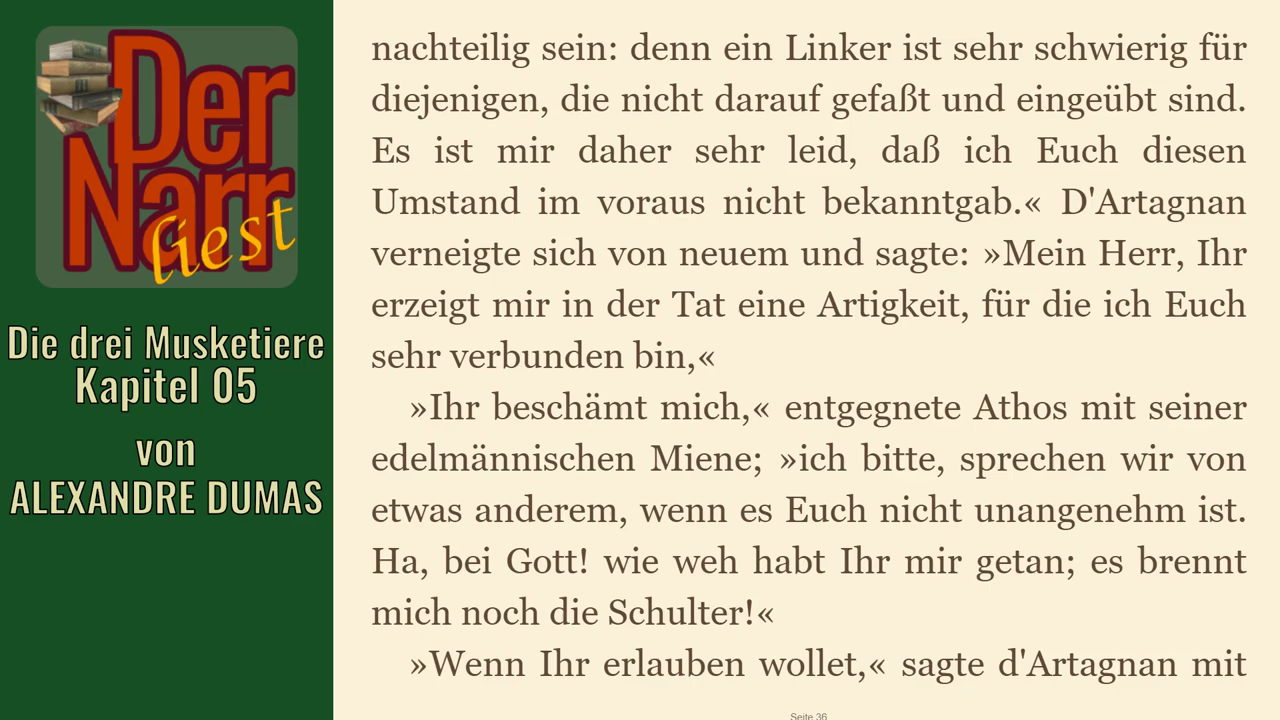 Der
Narr
liest
Die drei Musketiere
Kapitel 05
von
ALEXANDRE DUMAS
nachteilig sein: denn ein Linker ist sehr schwierig für
diejenigen, die nicht darauf gefaßt und eingeübt sind.
Es ist mir daher sehr leid, daß ich Euch diesen
Umstand im voraus nicht bekanntgab.« D'Artagnan
verneigte sich von neuem und sagte: »Mein Herr, Ihr
erzeigt mir in der Tat eine Artigkeit, für die ich Euch
sehr verbunden bin,«
»Ihr beschämt mich,« entgegnete Athos mit seiner
edelmännischen Miene; »ich bitte, sprechen wir von
etwas anderem, wenn es Euch nicht unangenehm ist.
Ha, bei Gott! wie weh habt Ihr mir getan; es brennt
mich noch die Schulter!«
»Wenn Ihr erlauben wollet,« sagte d'Artagnan mit
Seite 36